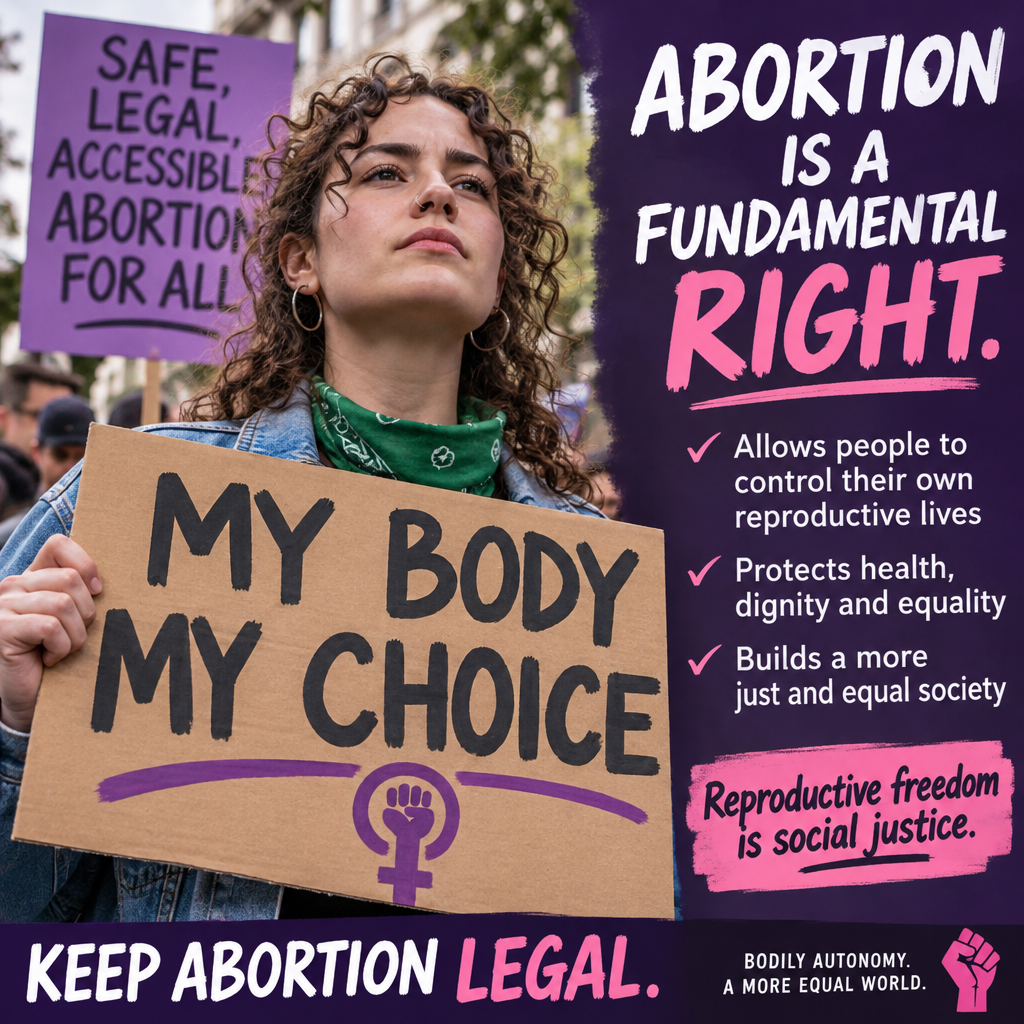 SAFE,
LEGAL,
ACCESSIBLE
ABORTION
FOR ALL
MY BODY
MY CHOICE
ABORTION
IS A
FUNDAMENTAL
RIGHT.
Allows people to
control their own
reproductive lives
Protects health,
dignity and equality
Builds a more
just and equal society
Reproductive freedom
is social justice.
KEEP ABORTION LEGAL.
BODILY AUTONOMY.
A MORE EQUAL WORLD.